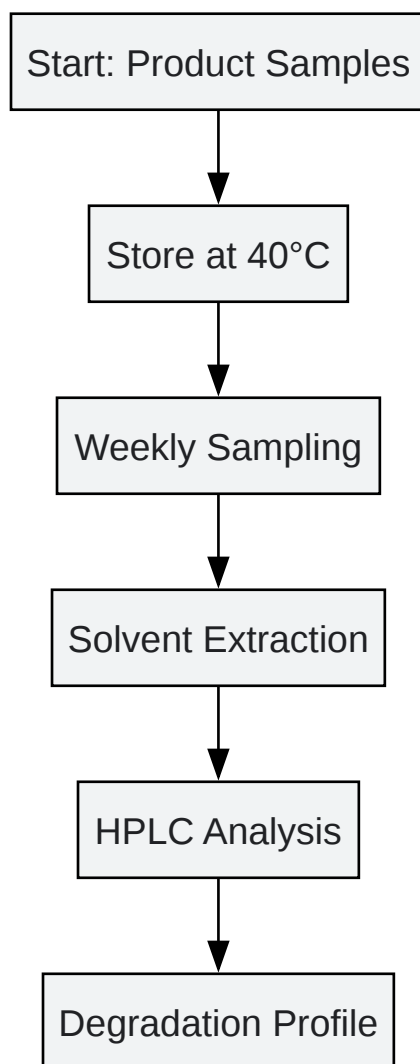 Start: Product Samples
Store at 40°C
Weekly Sampling
Solvent Extraction
HPLC Analysis
Degradation Profile